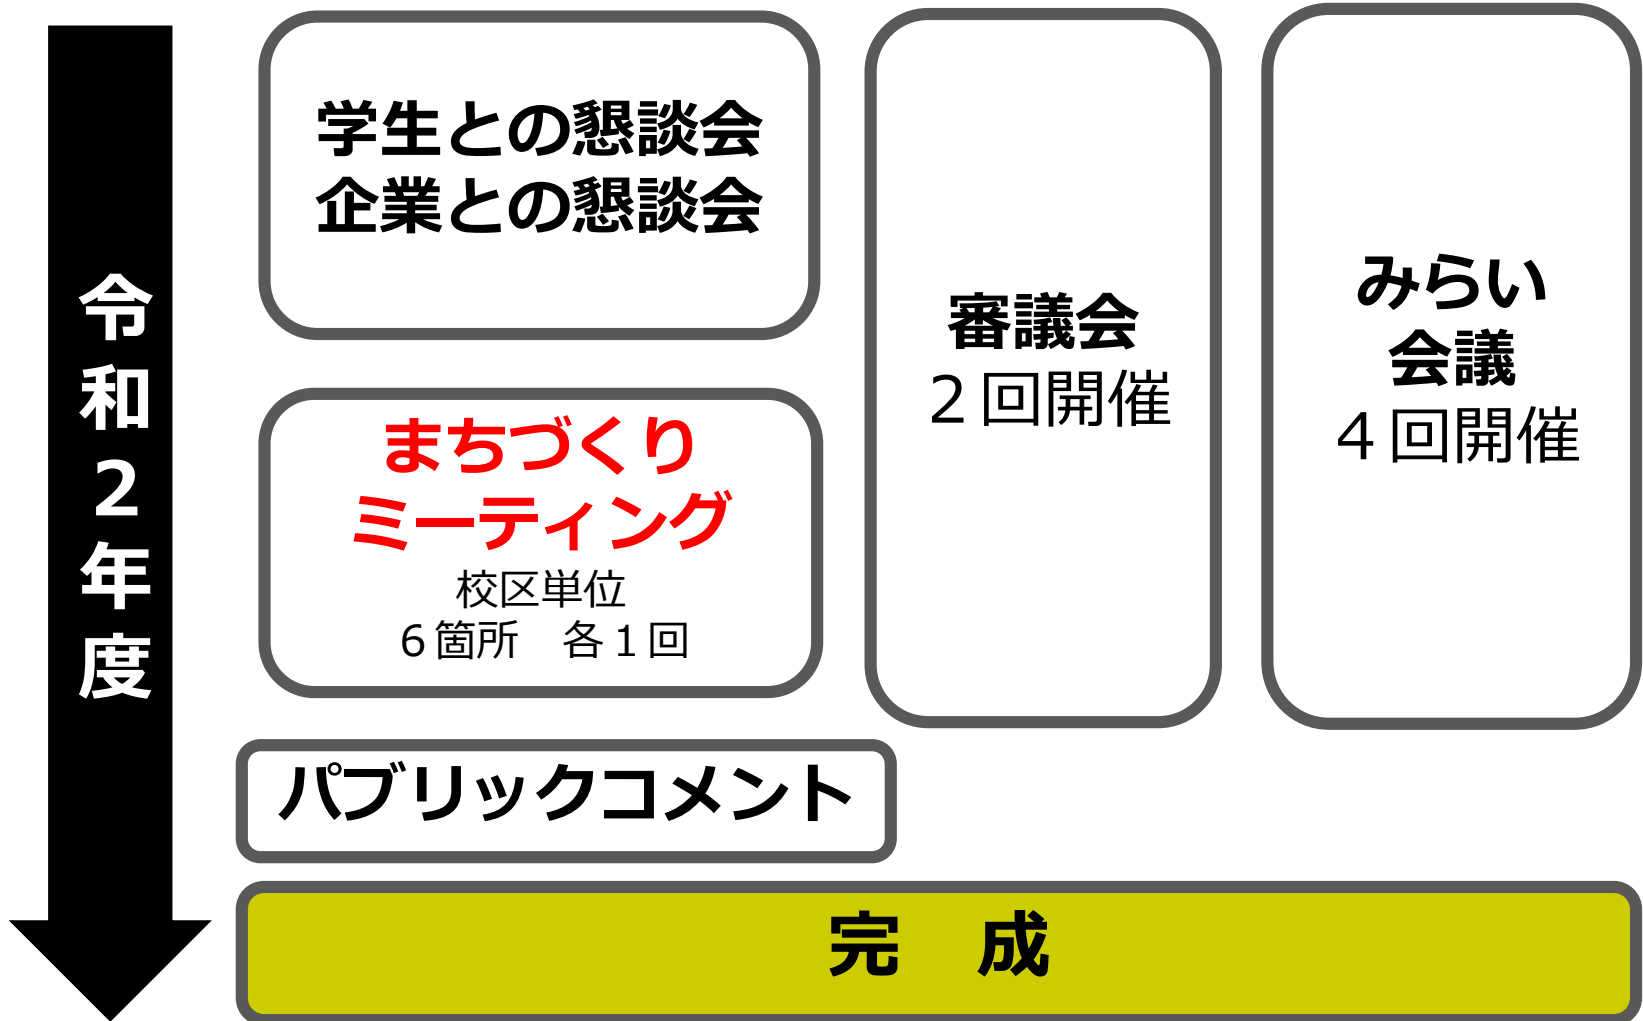 令和２年度
学生との懇談会
企業との懇談会
まちづくり
ミーティング
校区単位
６箇所　各１回
審議会
２回開催
みらい
会議
４回開催
パブリックコメント
完　成